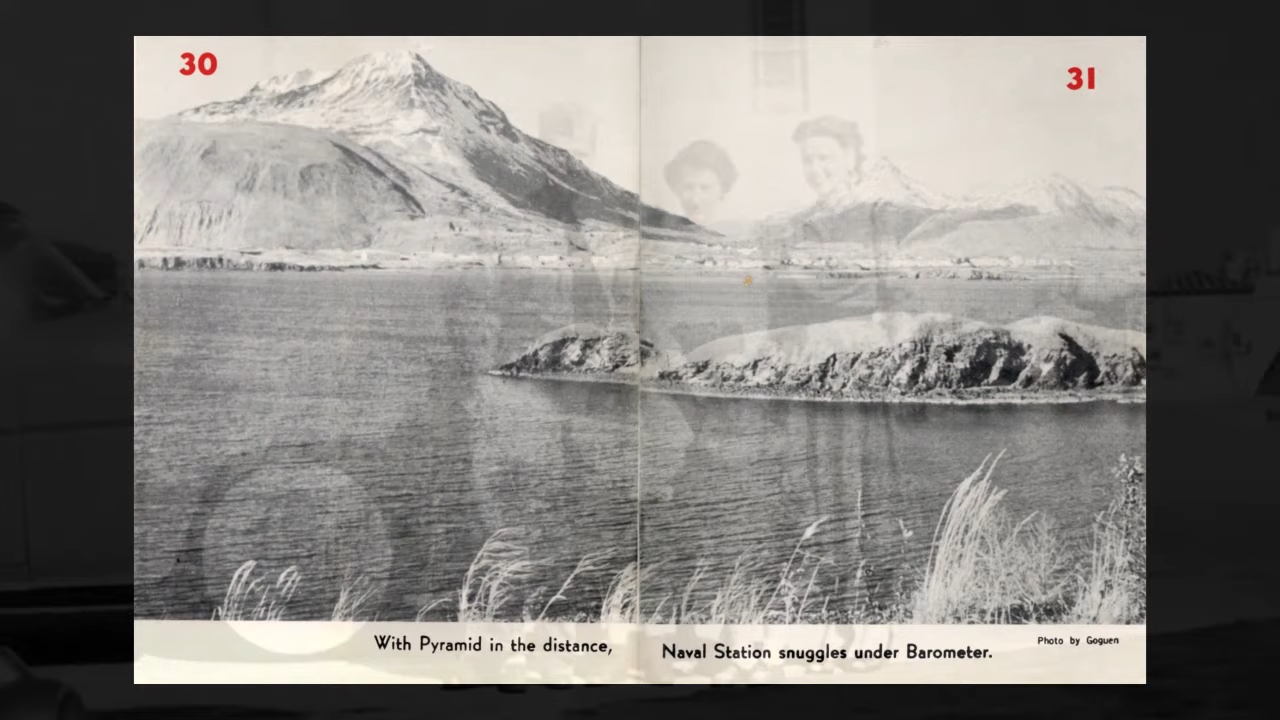 30
31
With Pyramid in the distance,
Naval Station snuggles under Barometer.
Photo by Goguen